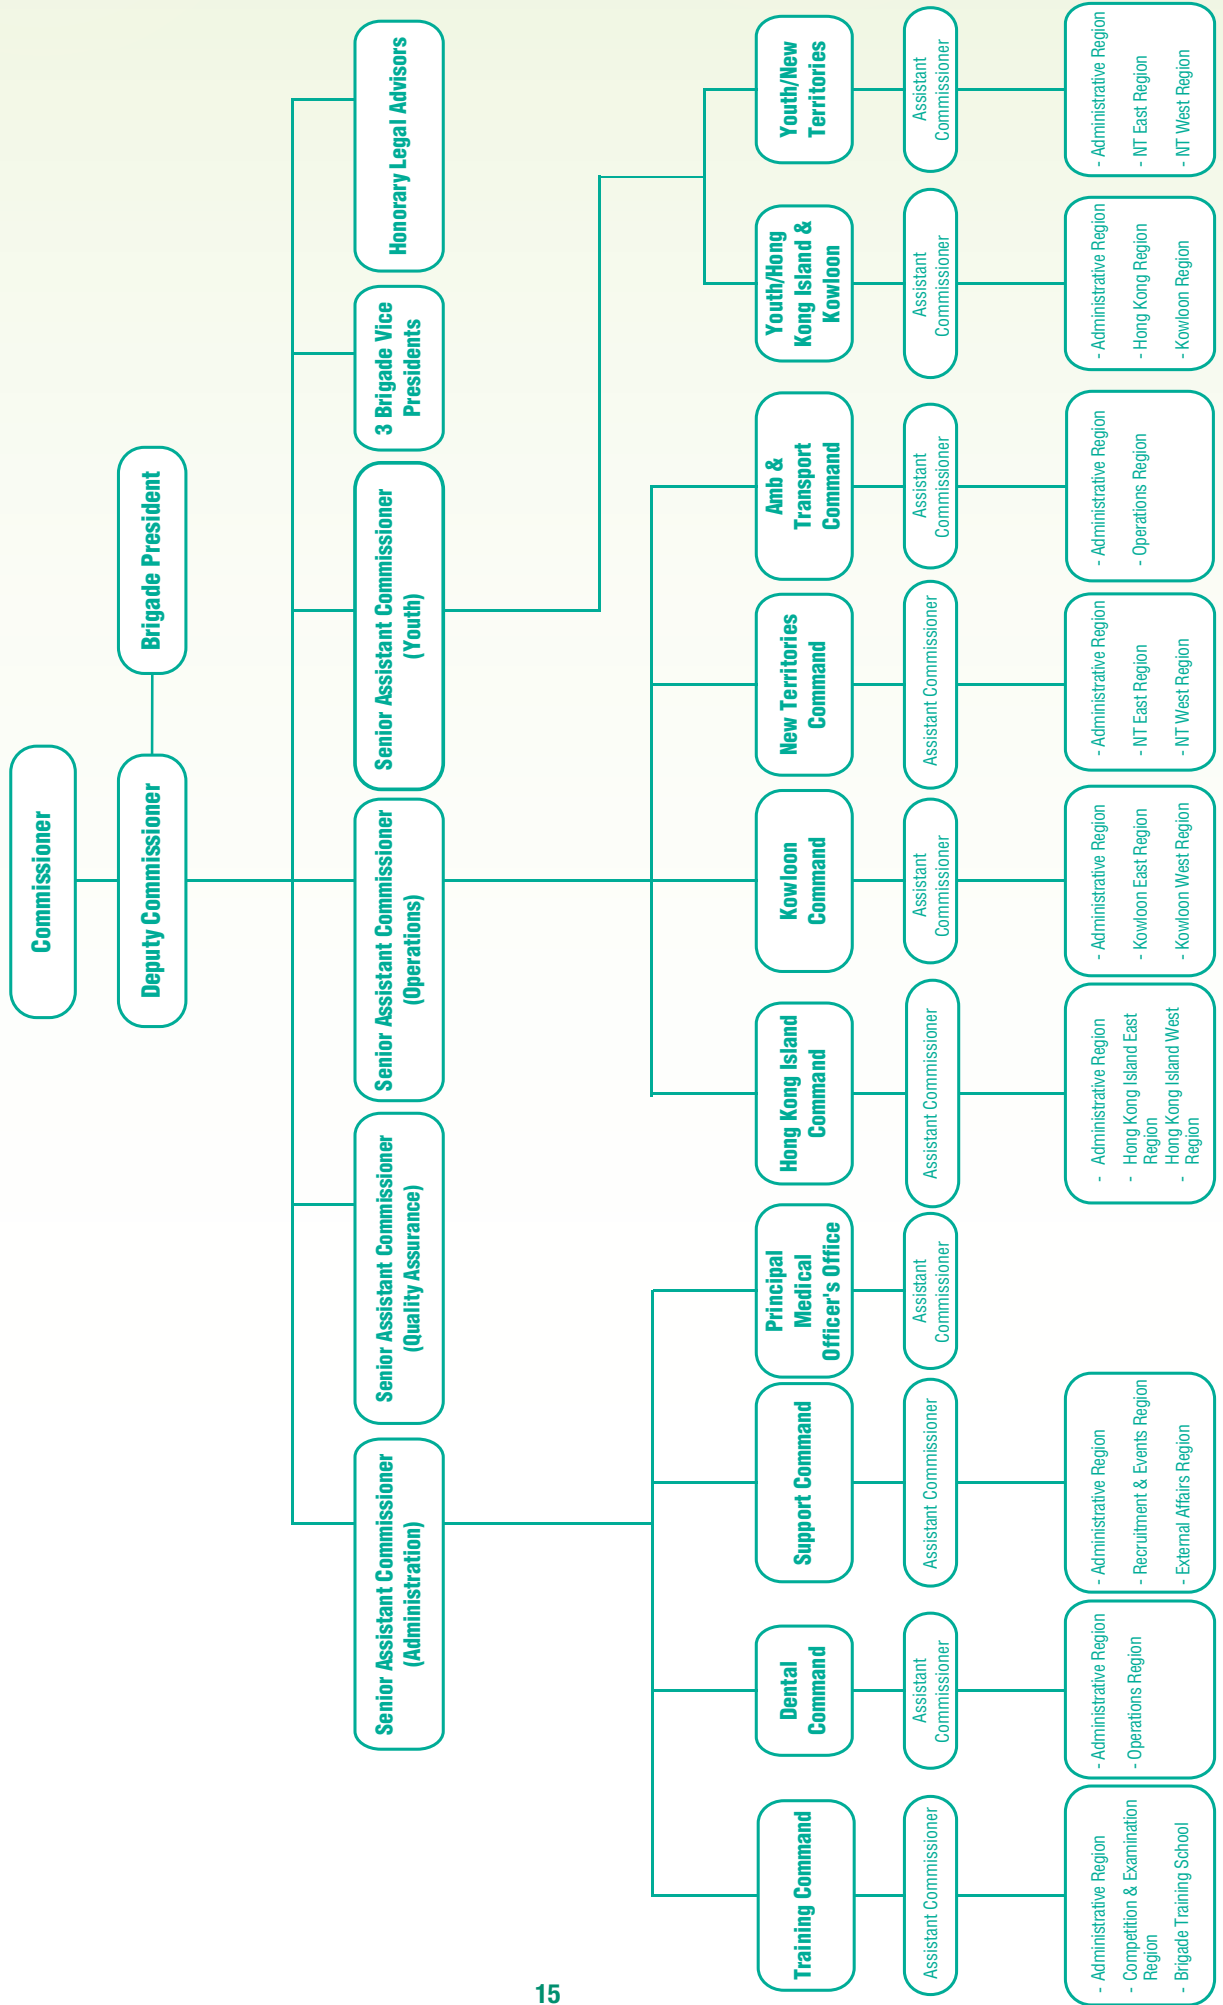 Commissioner
Deputy Commissioner
Brigade President
Senior Assistant Commissioner
(Administration)
Senior Assistant Commissioner
(Quality Assurance)
Senior Assistant Commissioner
(Operations)
Senior Assistant Commissioner
(Youth)
3 Brigade Vice
Presidents
Honorary Legal Advisors
Training Command
Dental
Command
Support Command
Principal
Medical
Officer's Office
Hong Kong Island
Command
Kowloon
Command
New Territories
Command
Amb &
Transport
Command
Youth/Hong
Kong Island &
Kowloon
Youth/New
Territories
Assistant Commissioner
Assistant
Commissioner
Assistant Commissioner
Assistant
Commissioner
Assistant Commissioner
Assistant
Commissioner
Assistant Commissioner
Assistant
Commissioner
Assistant
Commissioner
Assistant
Commissioner
- Administrative Region
- Competition & Examination
Region
- Brigade Training School
- Administrative Region
- Operations Region
- Administrative Region
- Recruitment & Events Region
- External Affairs Region
- Administrative Region
- Hong Kong Island East
Region
- Hong Kong Island West
Region
- Administrative Region
- Kowloon East Region
- Kowloon West Region
- Administrative Region
- NT East Region
- NT West Region
- Administrative Region
- Operations Region
- Administrative Region
- Hong Kong Region
- Kowloon Region
- Administrative Region
- NT East Region
- NT West Region
15